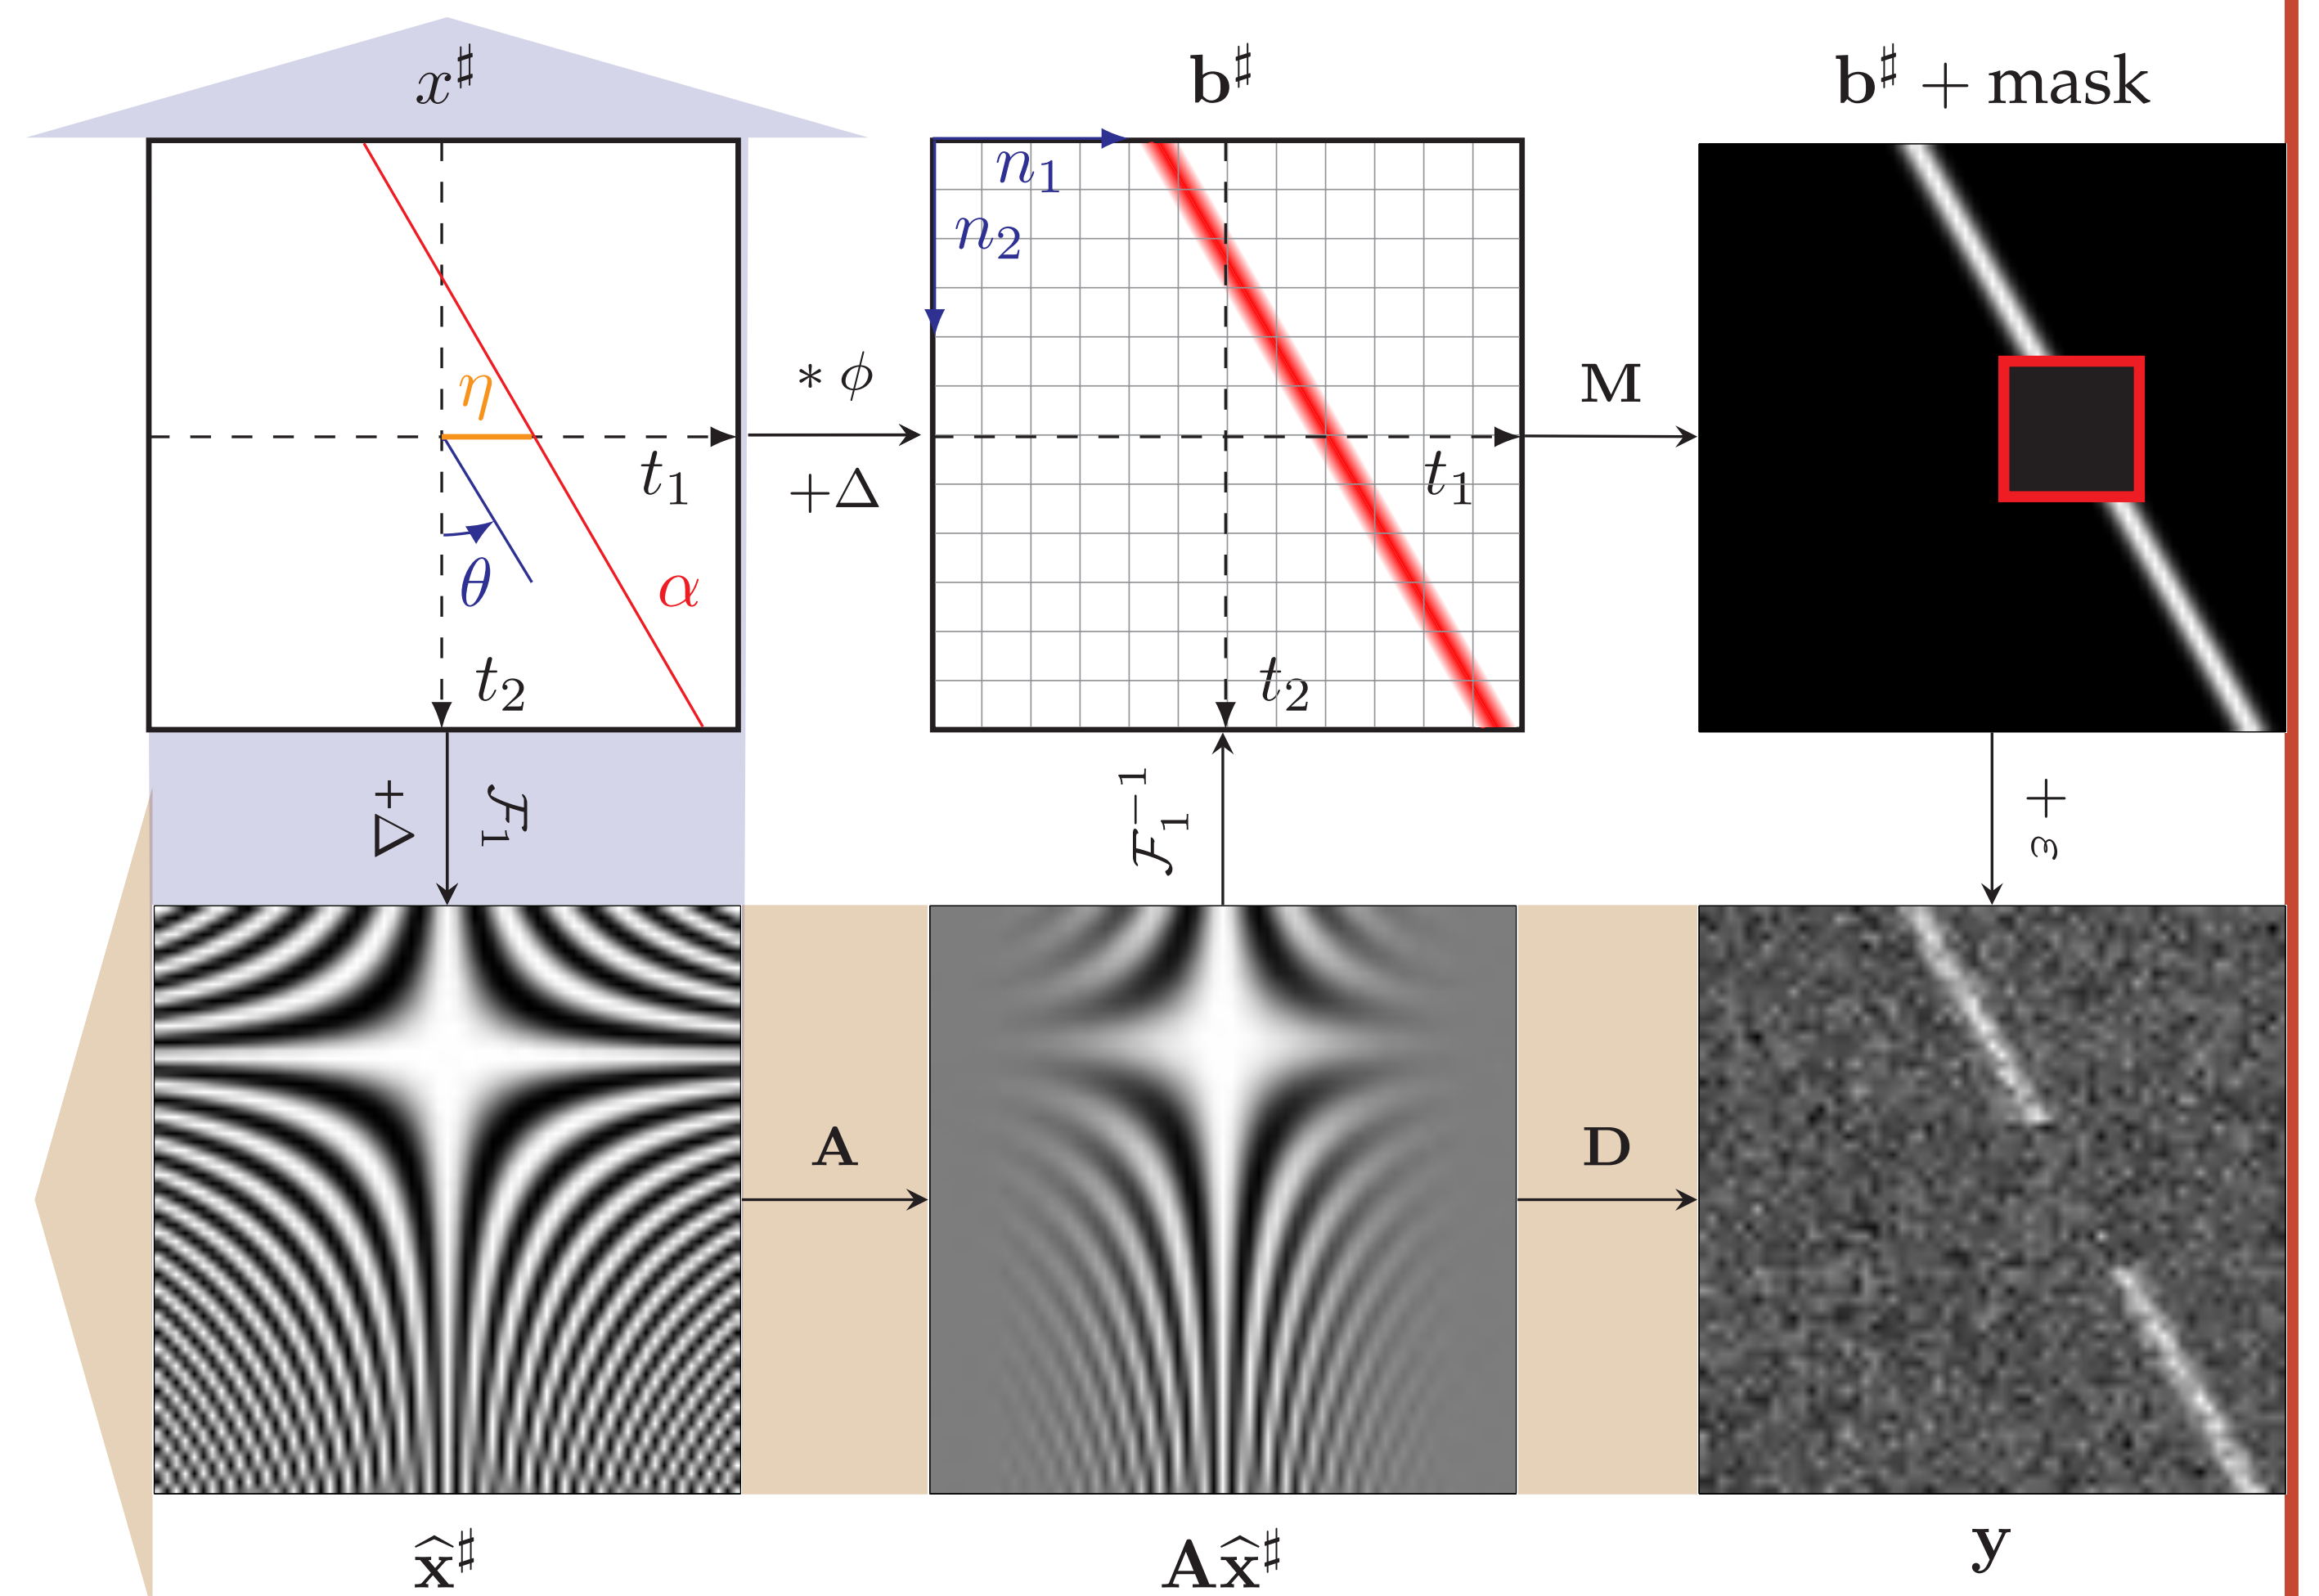 x♯
b♯
b♯ + mask
n₁
n₂
η
t₁
θ
α
t₂
∗ ϕ
+Δ
t₁
t₂
M
+Δ
ℱ₁
ℱ₁⁻¹
+ε
A
D
x̂♯
Ax̂♯
y